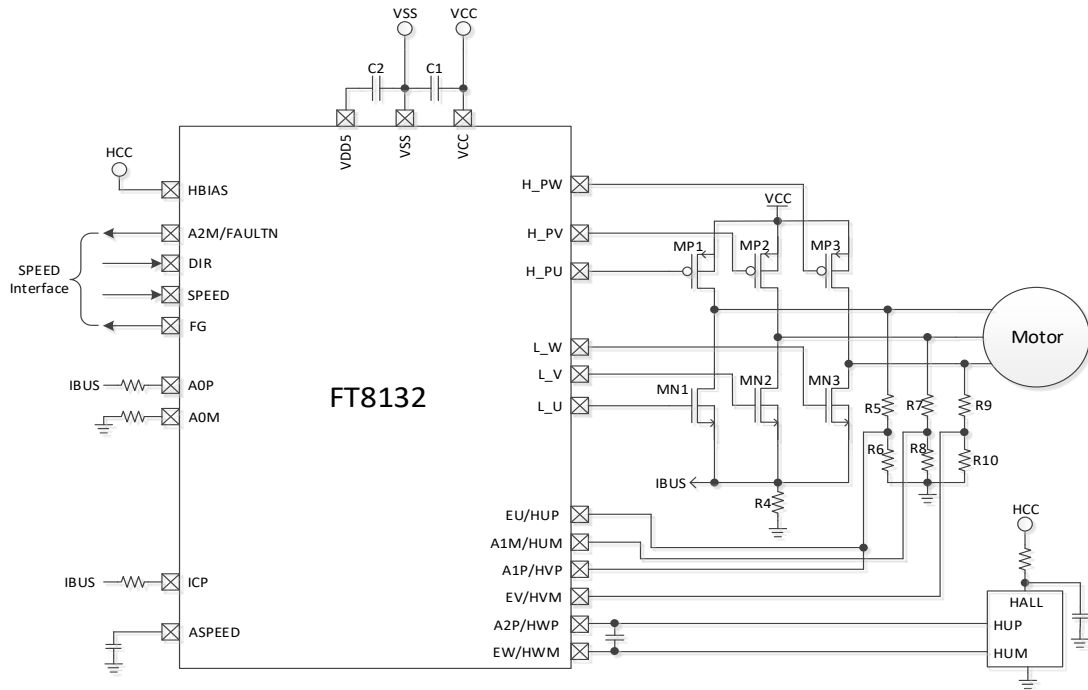 VSS
VCC
C2
C1
VDD5
VSS
VCC
HCC
HBIAS
A2M/FAULTN
DIR
SPEED
FG
SPEED
Interface
IBUS
A0P
A0M
IBUS
ICP
ASPEED
FT8132
H_PW
H_PV
H_PU
L_W
L_V
L_U
EU/HUP
A1M/HUM
A1P/HVP
EV/HVM
A2P/HWP
EW/HWM
VCC
MP1
MP2
MP3
MN1
MN2
MN3
IBUS
R4
R5
R7
R9
R6
R8
R10
Motor
HCC
HALL
HUP
HUM